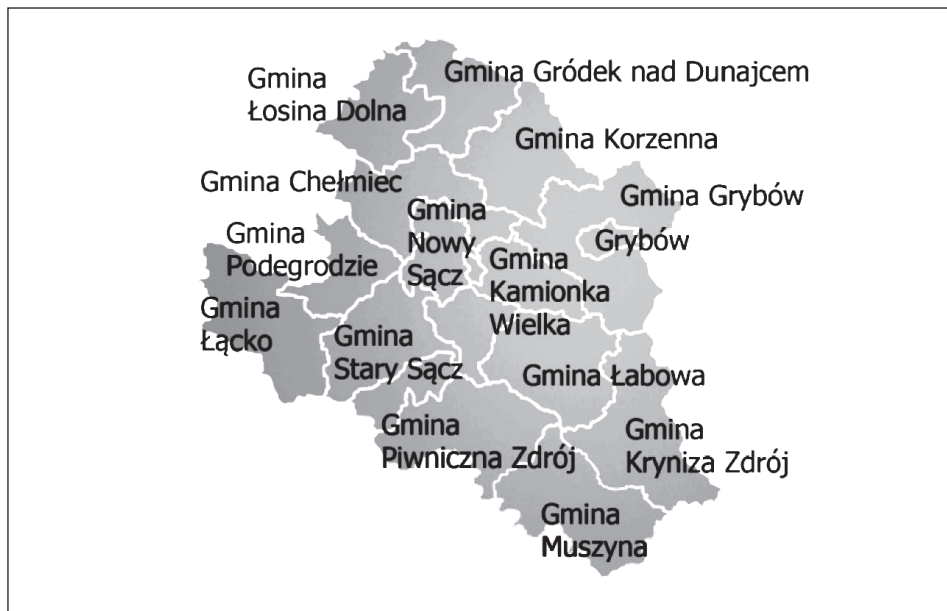 Gmina
Łosina Dolna
Gmina Gródek nad Dunajcem
Gmina Korzenna
Gmina Chełmiec
Gmina Grybów
Gmina
Nowy
Sącz
Gmina
Podegrodzie
Grybów
Gmina
Kamionka
Wielka
Gmina
Łącko
Gmina
Stary Sącz
Gmina Łabowa
Gmina
Piwniczna Zdrój
Gmina
Kryniza Zdrój
Gmina
Muszyna